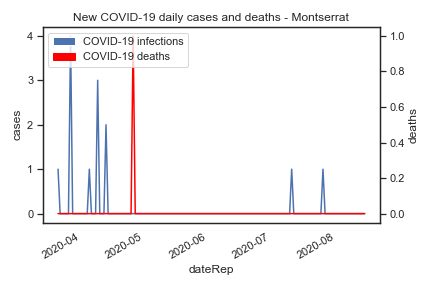 New COVID-19 daily cases and deaths - Montserrat
COVID-19 infections
COVID-19 deaths
4
3
2
1
0
cases
1.0
0.8
0.6
0.4
0.2
0.0
deaths
2020-04
2020-05
2020-06
2020-07
2020-08
dateRep